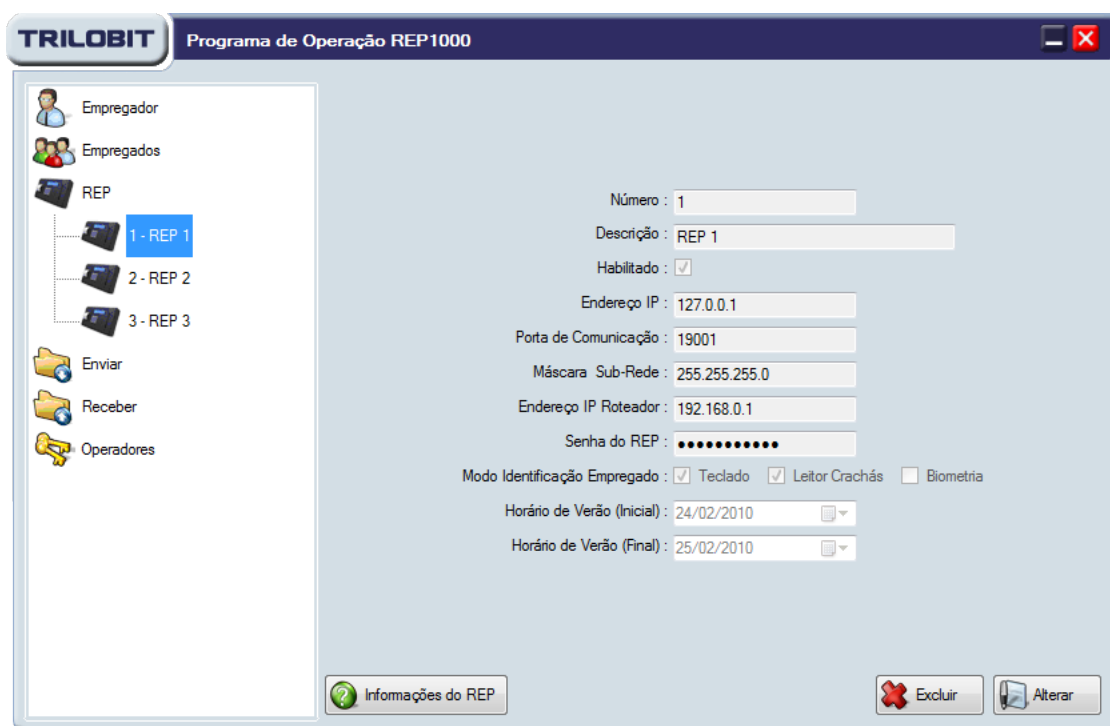 TRILOBIT
Programa de Operação REP1000
Empregador
Empregados
REP
1 - REP 1
2 - REP 2
3 - REP 3
Enviar
Receber
Operadores
Número : 1
Descrição : REP 1
Habilitado :
Endereço IP : 127.0.0.1
Porta de Comunicação : 19001
Máscara Sub-Rede : 255.255.255.0
Endereço IP Roteador : 192.168.0.1
Senha do REP : ●●●●●●●●●●●
Modo Identificação Empregado : Teclado Leitor Crachás Biometria
Horário de Verão (Inicial) : 24/02/2010
Horário de Verão (Final) : 25/02/2010
Informações do REP Excluir Alterar